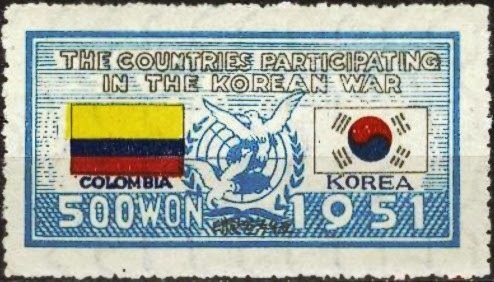 THE COUNTRIES PARTICIPATING
IN THE KOREAN WAR
COLOMBIA
KOREA
500WON
1951